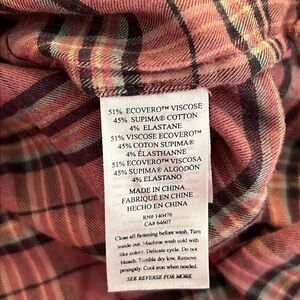 51% ECOVERO™ VISCOSE
45% SUPIMA® COTTON
4% ELASTANE
51% VISCOSE ECOVERO™
45% COTON SUPIMA®
4% ÉLASTHANNE
51% ECOVERO™ VISCOSA
45% SUPIMA® ALGODÓN
4% ELASTANO
MADE IN CHINA
FABRIQUÉ EN CHINE
HECHO EN CHINA
RN# 140476
CA# 64607
Close all fastening before wash. Turn
inside out. Machine wash cold with
like colors. Delicate cycle. Do not
bleach. Tumble dry low. Remove
promptly. Cool iron when needed.
SEE REVERSE FOR MORE